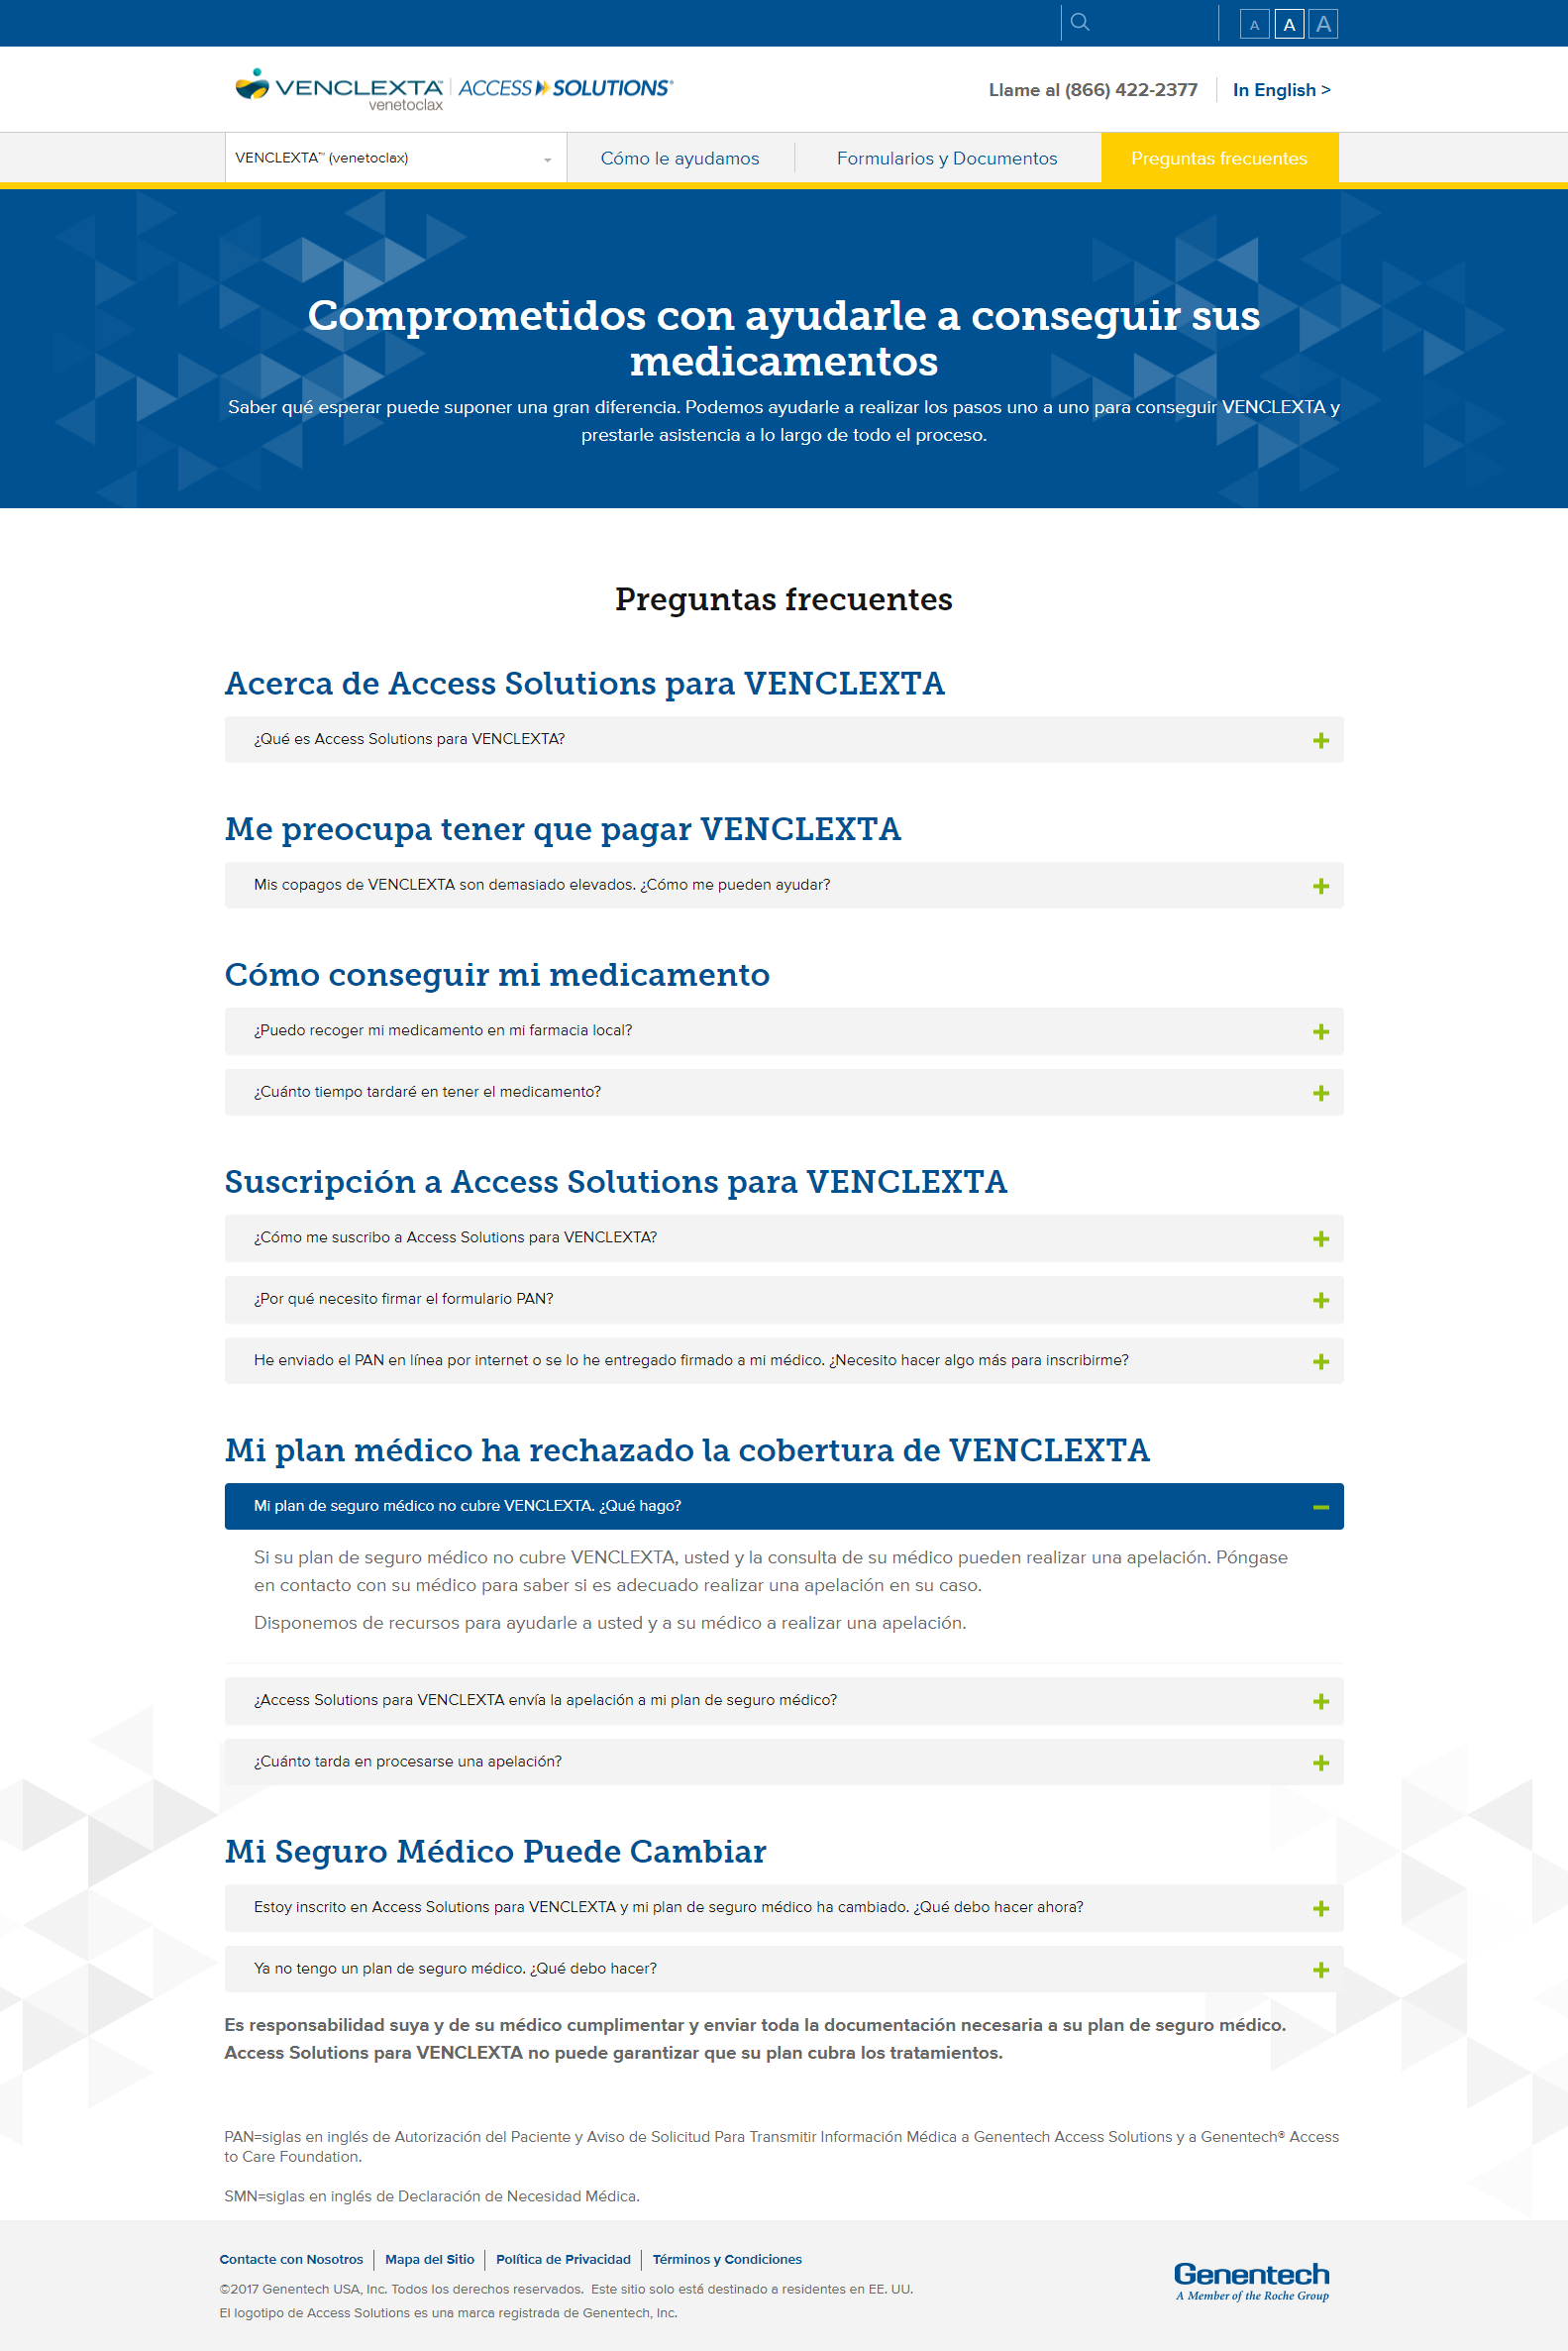 A A A
VENCLEXTA™ venetoclax | ACCESS SOLUTIONS®
Llame al (866) 422-2377
In English >
VENCLEXTA™ (venetoclax)
Cómo le ayudamos
Formularios y Documentos
Preguntas frecuentes
Comprometidos con ayudarle a conseguir sus
medicamentos
Saber qué esperar puede suponer una gran diferencia. Podemos ayudarle a realizar los pasos uno a uno para conseguir VENCLEXTA y
prestarle asistencia a lo largo de todo el proceso.
Preguntas frecuentes
Acerca de Access Solutions para VENCLEXTA
¿Qué es Access Solutions para VENCLEXTA?
Me preocupa tener que pagar VENCLEXTA
Mis copagos de VENCLEXTA son demasiado elevados. ¿Cómo me pueden ayudar?
Cómo conseguir mi medicamento
¿Puedo recoger mi medicamento en mi farmacia local?
¿Cuánto tiempo tardaré en tener el medicamento?
Suscripción a Access Solutions para VENCLEXTA
¿Cómo me suscribo a Access Solutions para VENCLEXTA?
¿Por qué necesito firmar el formulario PAN?
He enviado el PAN en línea por internet o se lo he entregado firmado a mi médico. ¿Necesito hacer algo más para inscribirme?
Mi plan médico ha rechazado la cobertura de VENCLEXTA
Mi plan de seguro médico no cubre VENCLEXTA. ¿Qué hago?
Si su plan de seguro médico no cubre VENCLEXTA, usted y la consulta de su médico pueden realizar una apelación. Póngase
en contacto con su médico para saber si es adecuado realizar una apelación en su caso.
Disponemos de recursos para ayudarle a usted y a su médico a realizar una apelación.
¿Access Solutions para VENCLEXTA envía la apelación a mi plan de seguro médico?
¿Cuánto tarda en procesarse una apelación?
Mi Seguro Médico Puede Cambiar
Estoy inscrito en Access Solutions para VENCLEXTA y mi plan de seguro médico ha cambiado. ¿Qué debo hacer ahora?
Ya no tengo un plan de seguro médico. ¿Qué debo hacer?
Es responsabilidad suya y de su médico cumplimentar y enviar toda la documentación necesaria a su plan de seguro médico.
Access Solutions para VENCLEXTA no puede garantizar que su plan cubra los tratamientos.
PAN=siglas en inglés de Autorización del Paciente y Aviso de Solicitud Para Transmitir Información Médica a Genentech Access Solutions y a Genentech® Access
to Care Foundation.
SMN=siglas en inglés de Declaración de Necesidad Médica.
Contacte con Nosotros | Mapa del Sitio | Política de Privacidad | Términos y Condiciones
©2017 Genentech USA, Inc. Todos los derechos reservados. Este sitio solo está destinado a residentes en EE. UU.
El logotipo de Access Solutions es una marca registrada de Genentech, Inc.
Genentech
A Member of the Roche Group